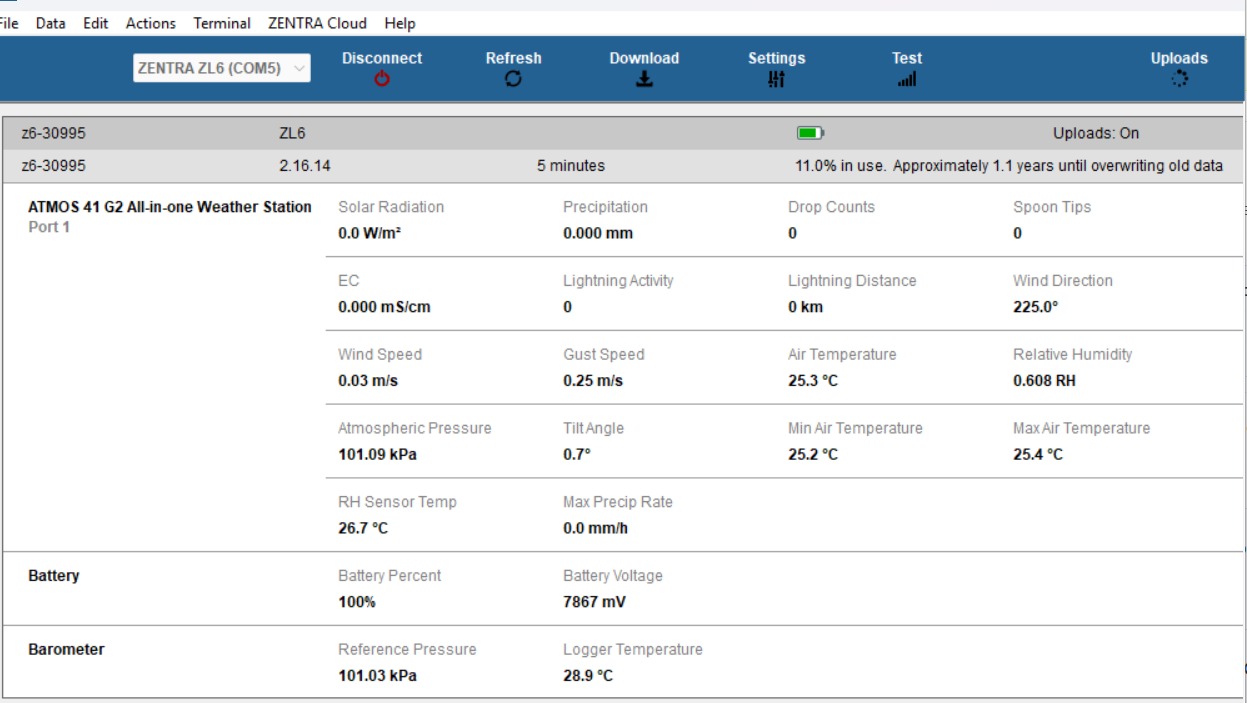 File Data Edit Actions Terminal ZENTRA Cloud Help
ZENTRA ZL6 (COM5) Disconnect Refresh Download Settings Test Uploads
z6-30995 ZL6 Uploads: On
z6-30995 2.16.14 5 minutes 11.0% in use. Approximately 1.1 years until overwriting old data
ATMOS 41 G2 All-in-one Weather Station Solar Radiation Precipitation Drop Counts Spoon Tips
Port 1 0.0 W/m² 0.000 mm 0 0
EC Lightning Activity Lightning Distance Wind Direction
0.000 mS/cm 0 0 km 225.0°
Wind Speed Gust Speed Air Temperature Relative Humidity
0.03 m/s 0.25 m/s 25.3 °C 0.608 RH
Atmospheric Pressure Tilt Angle Min Air Temperature Max Air Temperature
101.09 kPa 0.7° 25.2 °C 25.4 °C
RH Sensor Temp Max Precip Rate
26.7 °C 0.0 mm/h
Battery Battery Percent Battery Voltage
100% 7867 mV
Barometer Reference Pressure Logger Temperature
101.03 kPa 28.9 °C